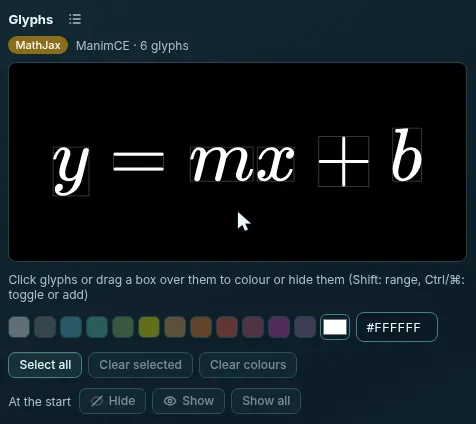 Glyphs
MathJax ManimCE · 6 glyphs
y = mx + b
Click glyphs or drag a box over them to colour or hide them (Shift: range, Ctrl/⌘:
toggle or add)
#FFFFFF
Select all Clear selected Clear colours
At the start Hide Show Show all